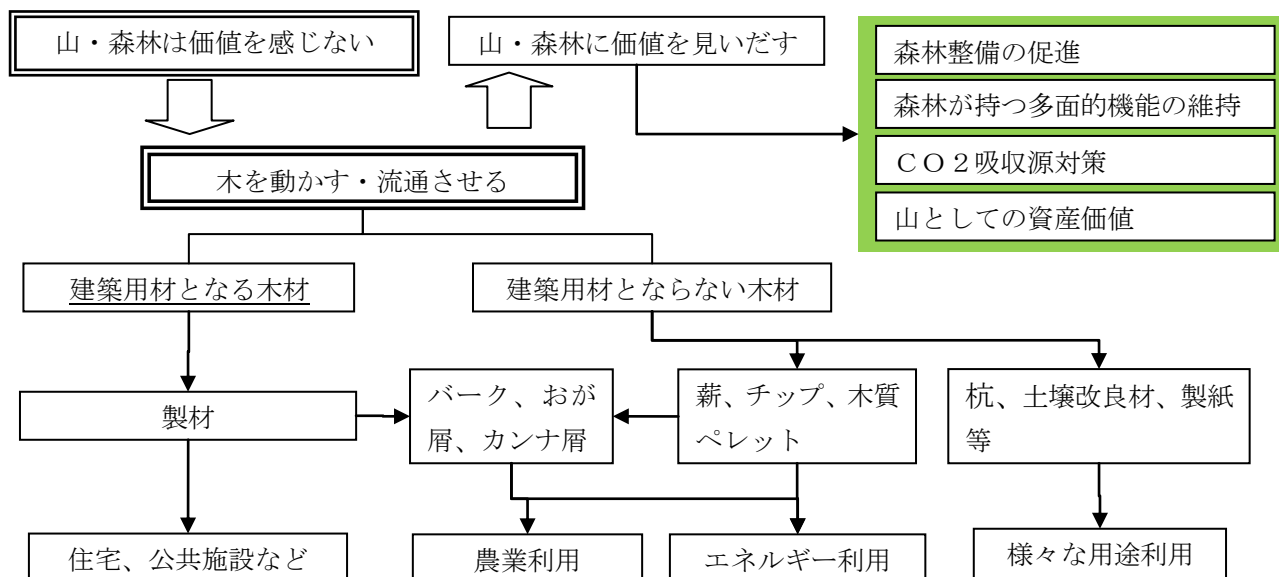 山・森林は価値を感じない
山・森林に価値を見いだす
森林整備の促進
森林が持つ多面的機能の維持
ＣＯ２吸収源対策
山としての資産価値
木を動かす・流通させる
建築用材となる木材
建築用材とならない木材
製材
バーク、おが
屑、カンナ屑
薪、チップ、木質
ペレット
杭、土壌改良材、製紙
等
住宅、公共施設など
農業利用
エネルギー利用
様々な用途利用